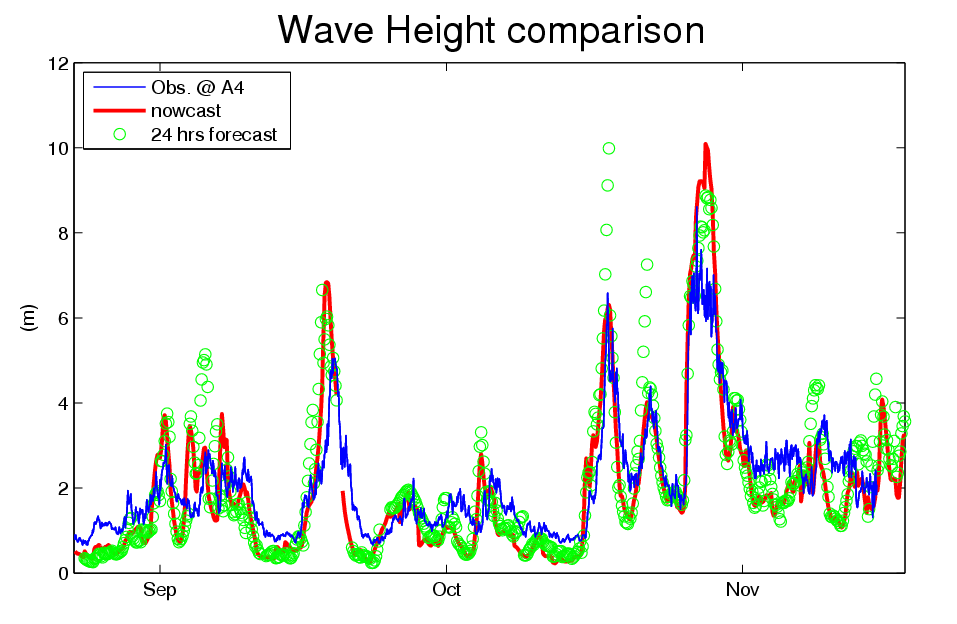 Wave Height comparison
12
10
8
6
4
2
0
(m)
Obs. @ A4
nowcast
24 hrs forecast
Sep
Oct
Nov